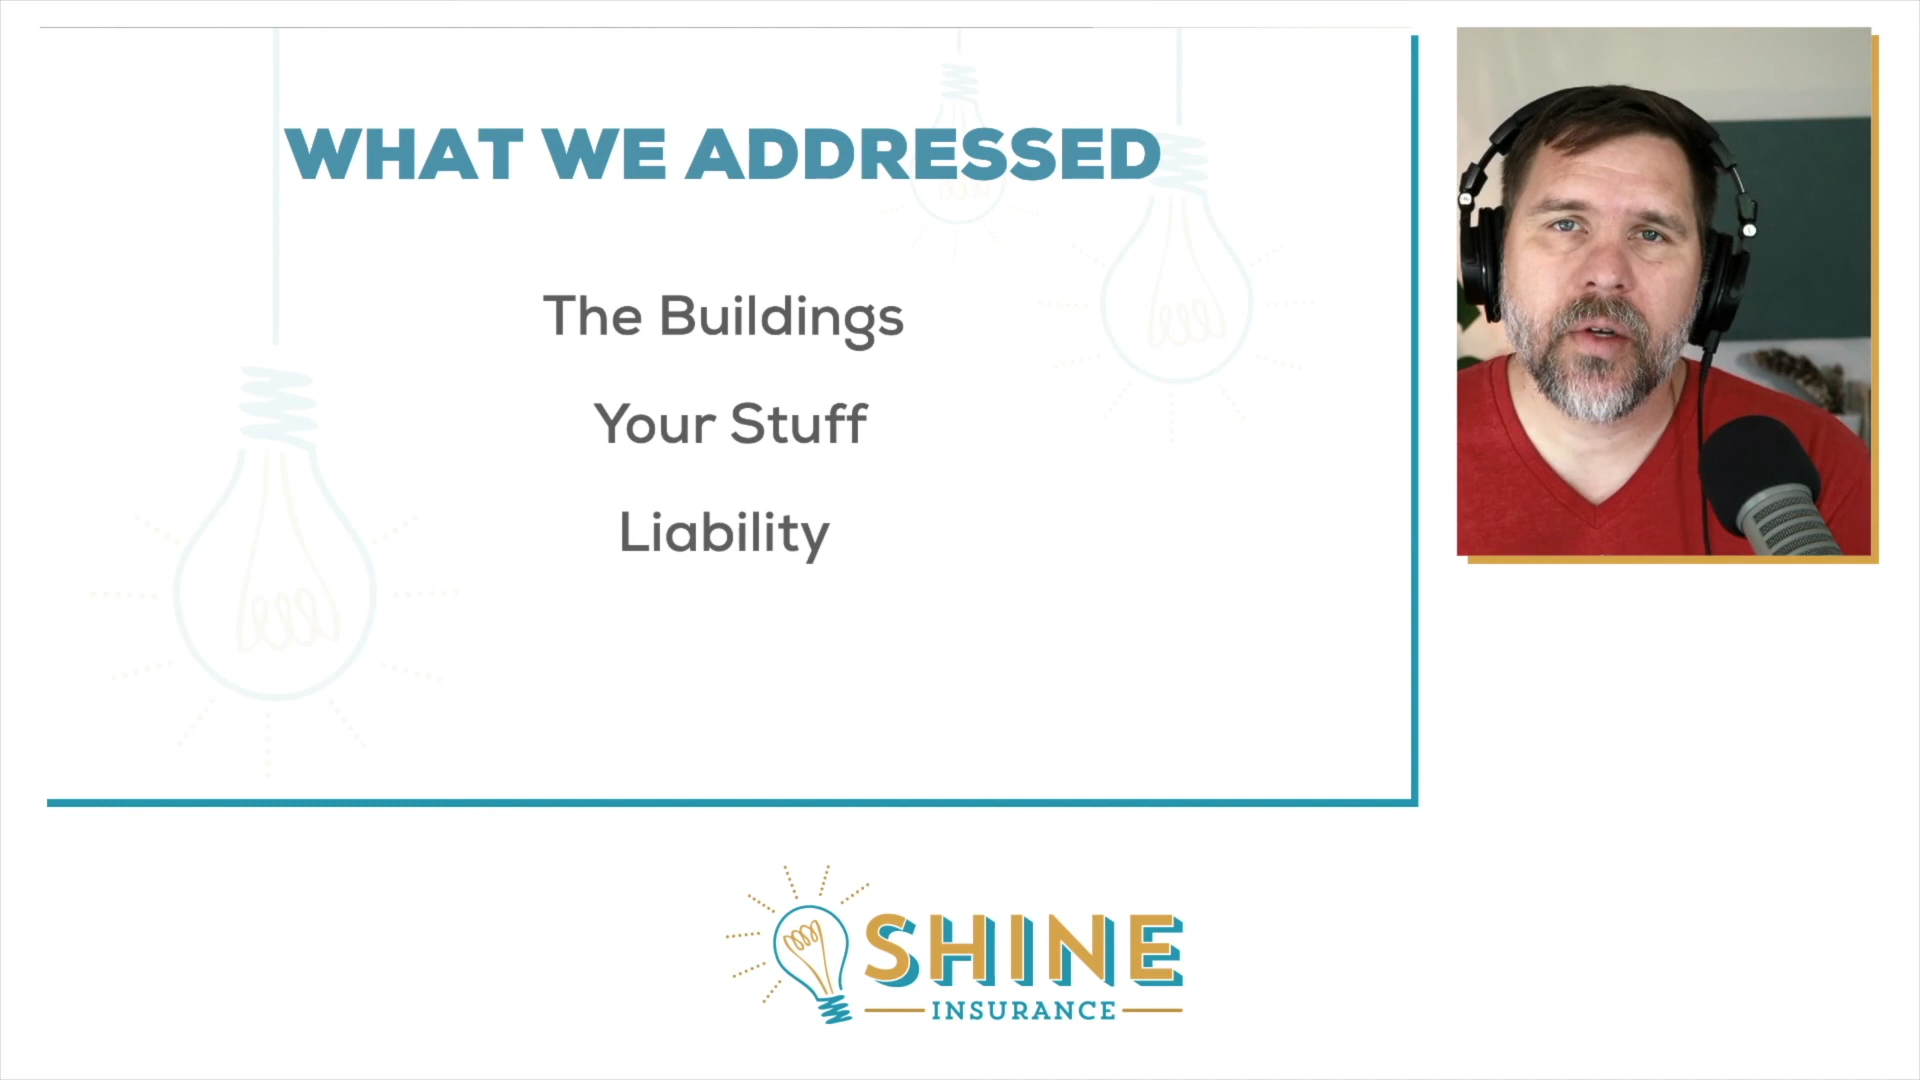 WHAT WE ADDRESSED
The Buildings
Your Stuff
Liability
SHINE
INSURANCE